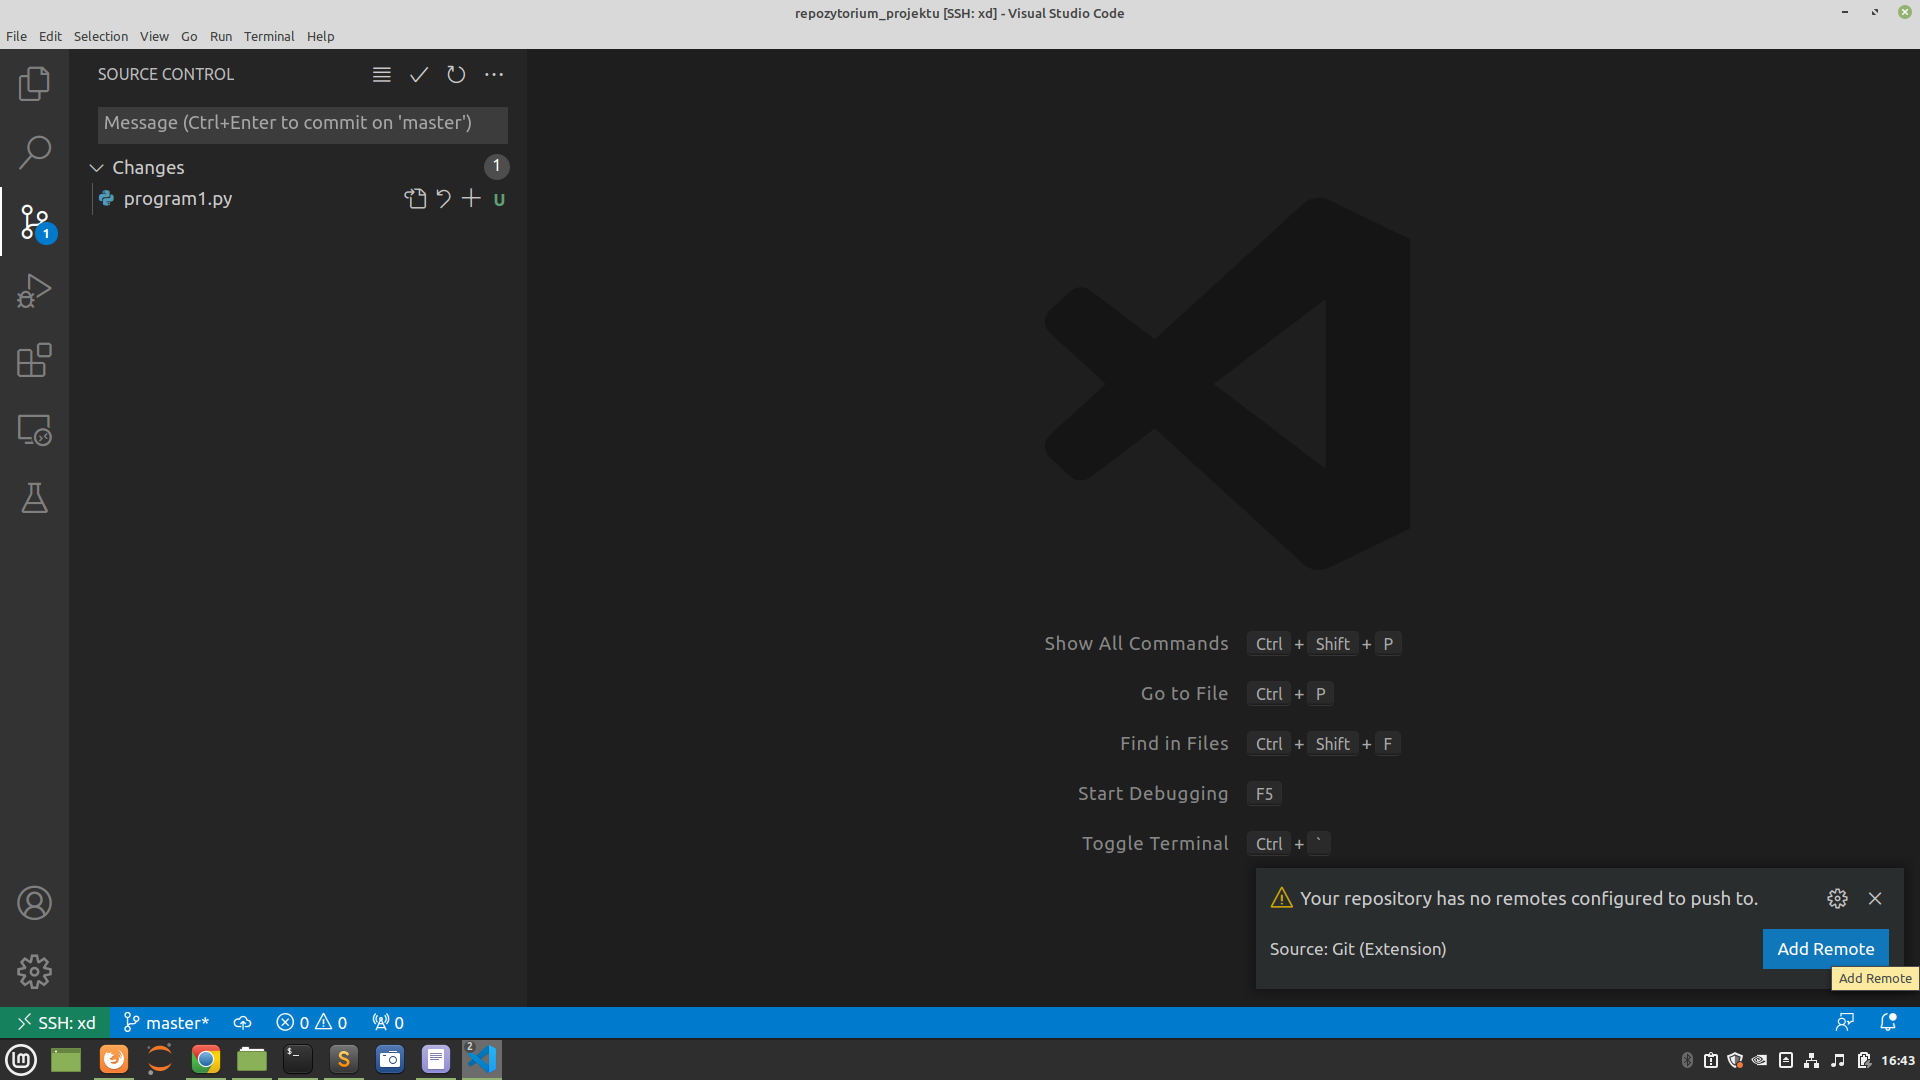 repozytorium_projektu [SSH: xd] - Visual Studio Code
File Edit Selection View Go Run Terminal Help
SOURCE CONTROL
Message (Ctrl+Enter to commit on 'master')
Changes 1
program1.py U
1
Show All Commands Ctrl + Shift + P
Go to File Ctrl + P
Find in Files Ctrl + Shift + F
Start Debugging F5
Toggle Terminal Ctrl + `
Your repository has no remotes configured to push to.
Source: Git (Extension) Add Remote
Add Remote
SSH: xd master* 0 0 0
2
16:43